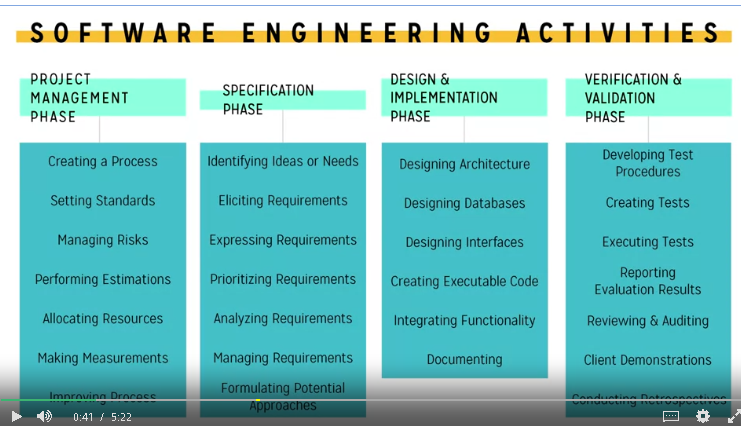 SOFTWARE ENGINEERING ACTIVITIES
PROJECT
MANAGEMENT
PHASE
Creating a Process
Setting Standards
Managing Risks
Performing Estimations
Allocating Resources
Making Measurements
Improving Process
SPECIFICATION
PHASE
Identifying Ideas or Needs
Eliciting Requirements
Expressing Requirements
Prioritizing Requirements
Analyzing Requirements
Managing Requirements
Formulating Potential
Approaches
DESIGN &
IMPLEMENTATION
PHASE
Designing Architecture
Designing Databases
Designing Interfaces
Creating Executable Code
Integrating Functionality
Documenting
VERIFICATION &
VALIDATION
PHASE
Developing Test
Procedures
Creating Tests
Executing Tests
Reporting
Evaluation Results
Reviewing & Auditing
Client Demonstrations
Conducting Retrospectives
0:41 / 5:22